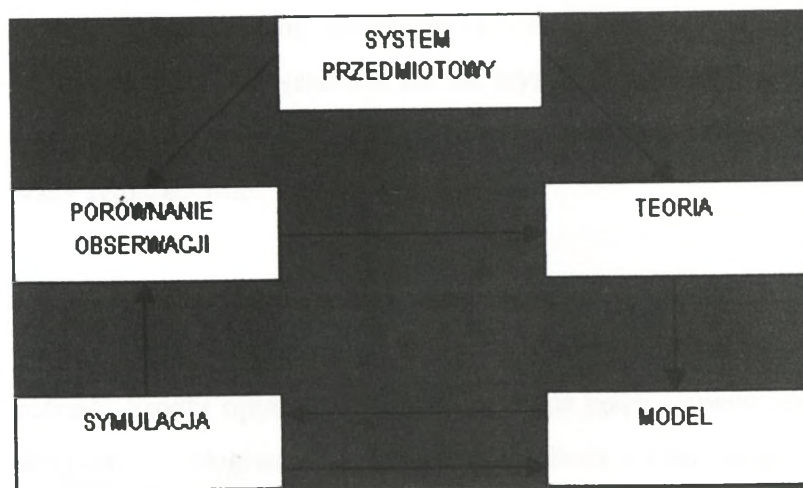 SYSTEM
PRZEDMIOTOWY
PORÓWNANIE
OBSERWACJI
TEORIA
SYMULACJA
MODEL